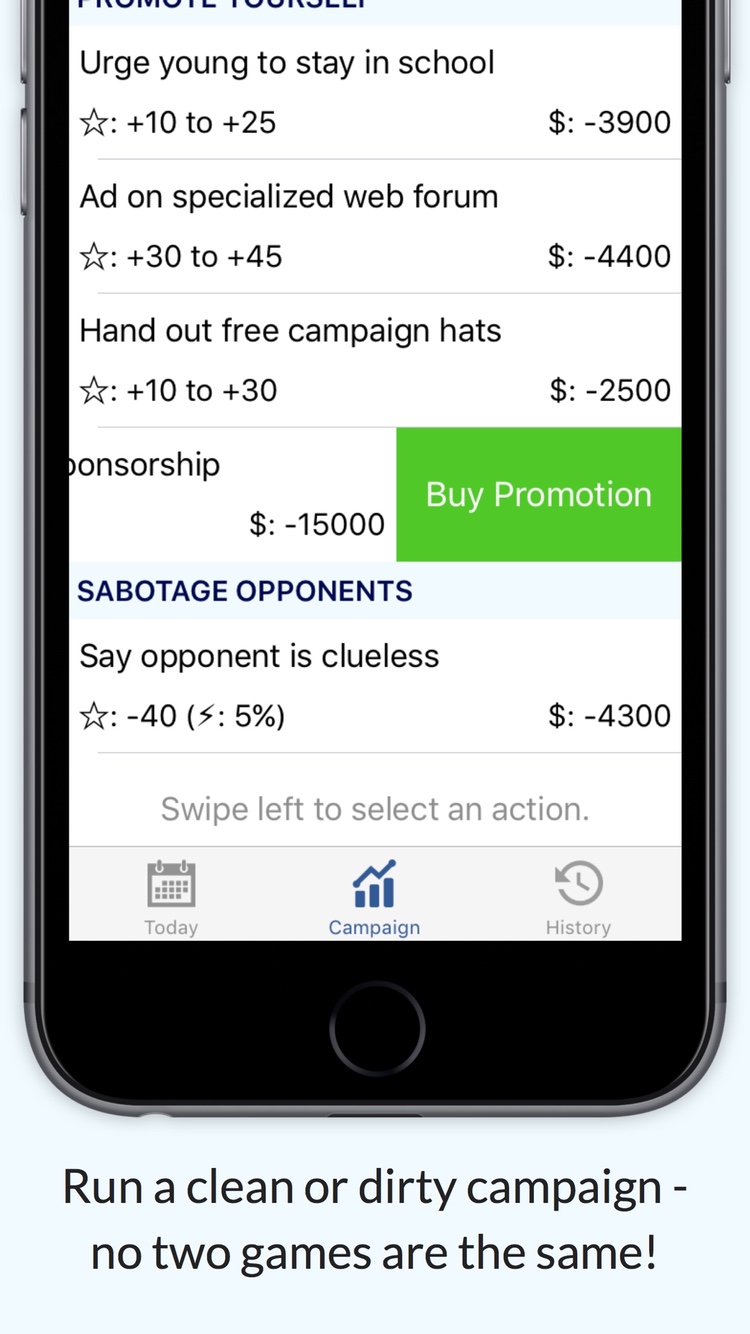 PROMOTE YOURSELF
Urge young to stay in school
☆: +10 to +25 $: -3900
Ad on specialized web forum
☆: +30 to +45 $: -4400
Hand out free campaign hats
☆: +10 to +30 $: -2500
ponsorship
$: -15000
Buy Promotion
SABOTAGE OPPONENTS
Say opponent is clueless
☆: -40 (⚡: 5%) $: -4300
Swipe left to select an action.
Today Campaign History
Run a clean or dirty campaign -
no two games are the same!